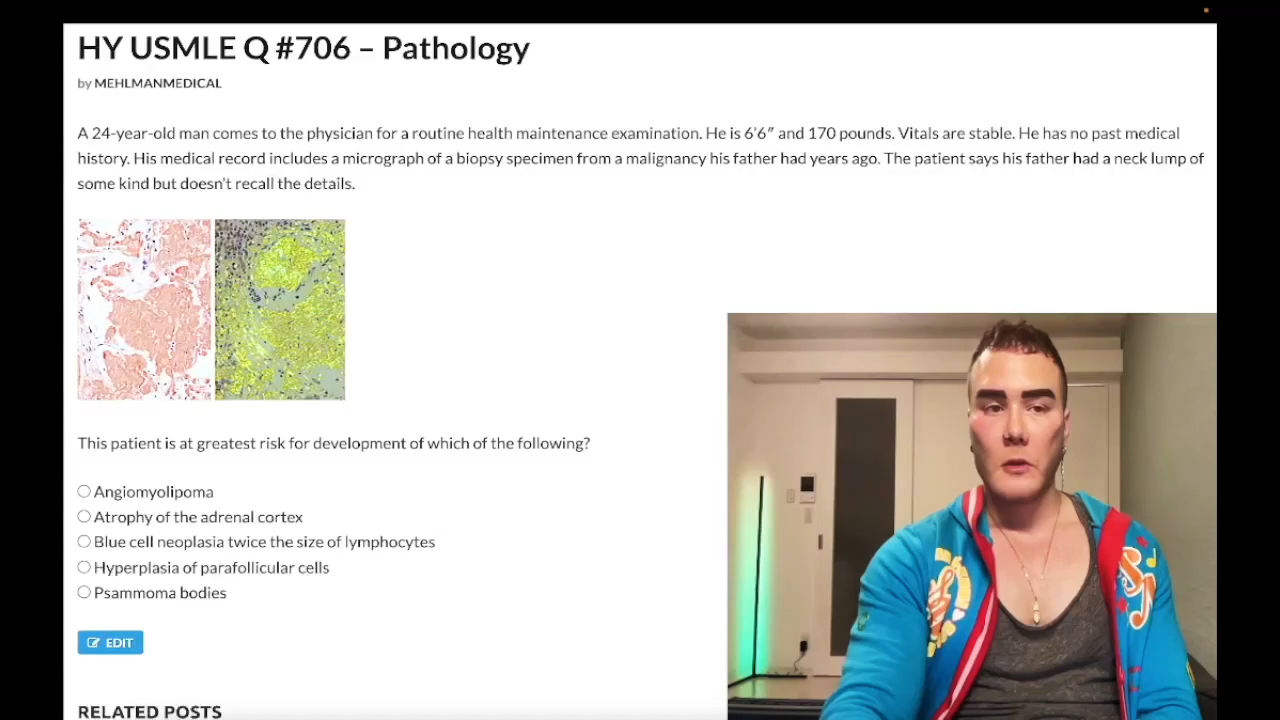 HY USMLE Q #706 – Pathology
by MEHLMANMEDICAL
A 24-year-old man comes to the physician for a routine health maintenance examination. He is 6′6″ and 170 pounds. Vitals are stable. He has no past medical
history. His medical record includes a micrograph of a biopsy specimen from a malignancy his father had years ago. The patient says his father had a neck lump of
some kind but doesn’t recall the details.
This patient is at greatest risk for development of which of the following?
Angiomyolipoma
Atrophy of the adrenal cortex
Blue cell neoplasia twice the size of lymphocytes
Hyperplasia of parafollicular cells
Psammoma bodies
EDIT
RELATED POSTS